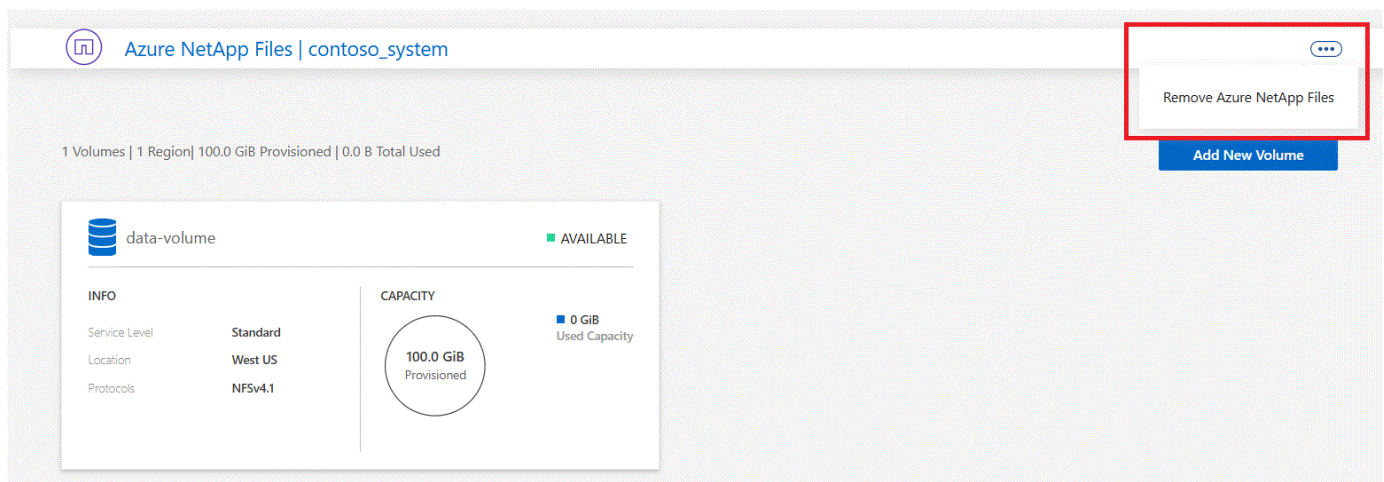 Azure NetApp Files | contoso_system
Remove Azure NetApp Files
1 Volumes | 1 Region| 100.0 GiB Provisioned | 0.0 B Total Used
Add New Volume
data-volume
AVAILABLE
INFO
Service Level Standard
Location West US
Protocols NFSv4.1
CAPACITY
100.0 GiB
Provisioned
0 GiB
Used Capacity